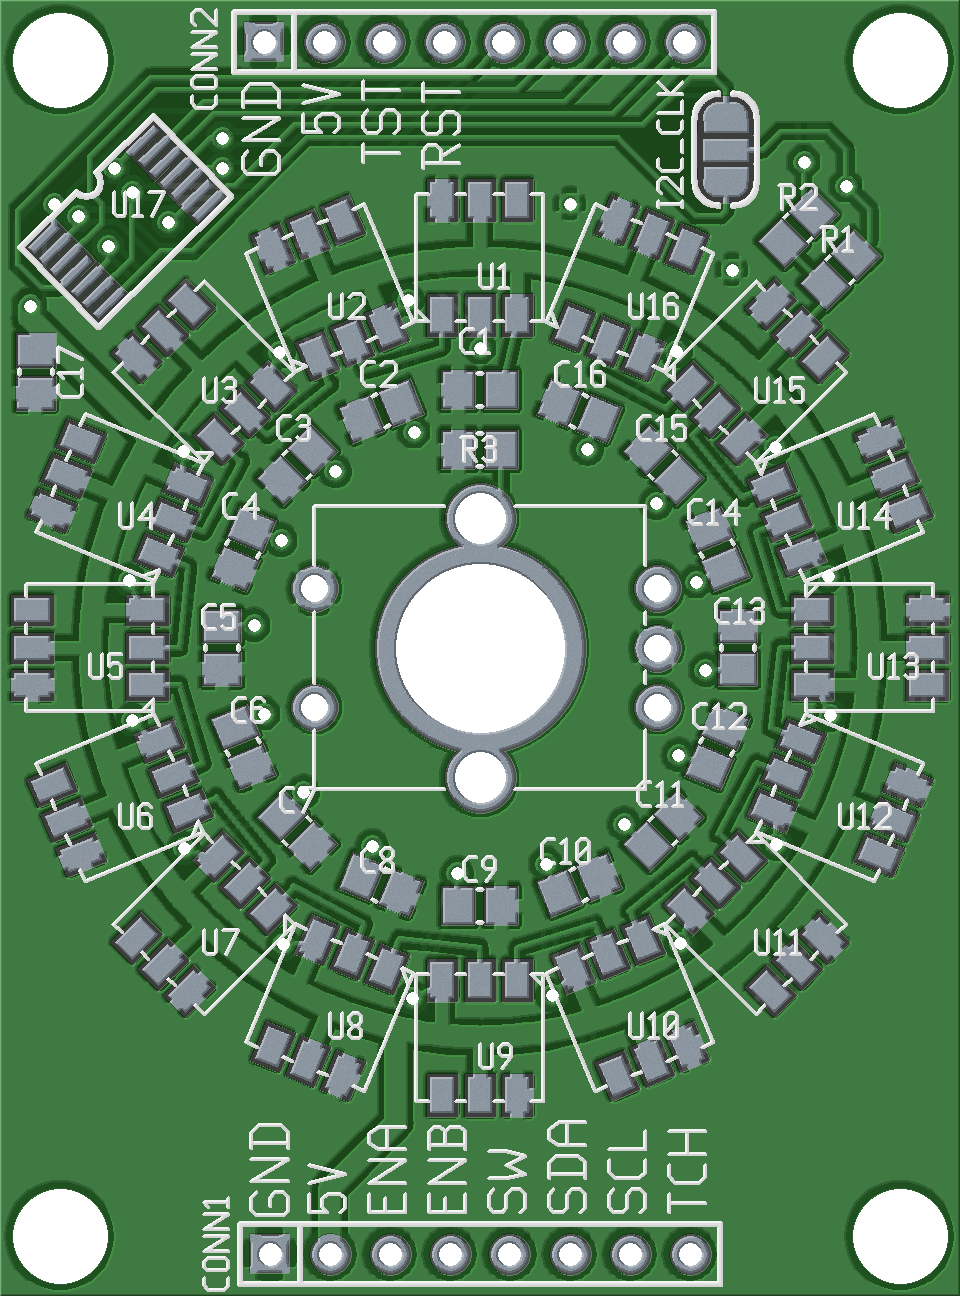 CONN2
GND
5V
TST
RST
I2C_CLK
U17
R2
R1
U1
U2
U16
C1
C17
U3
C2
C16
U15
C3
R3
C15
C4
U4
C14
U14
C5
C13
U5
U13
C6
C12
U6
C7
C11
U12
C8
C9
C10
U7
U11
U8
U10
U9
GND
5V
ENA
ENB
SW
SDA
SCL
TCH
CONN1